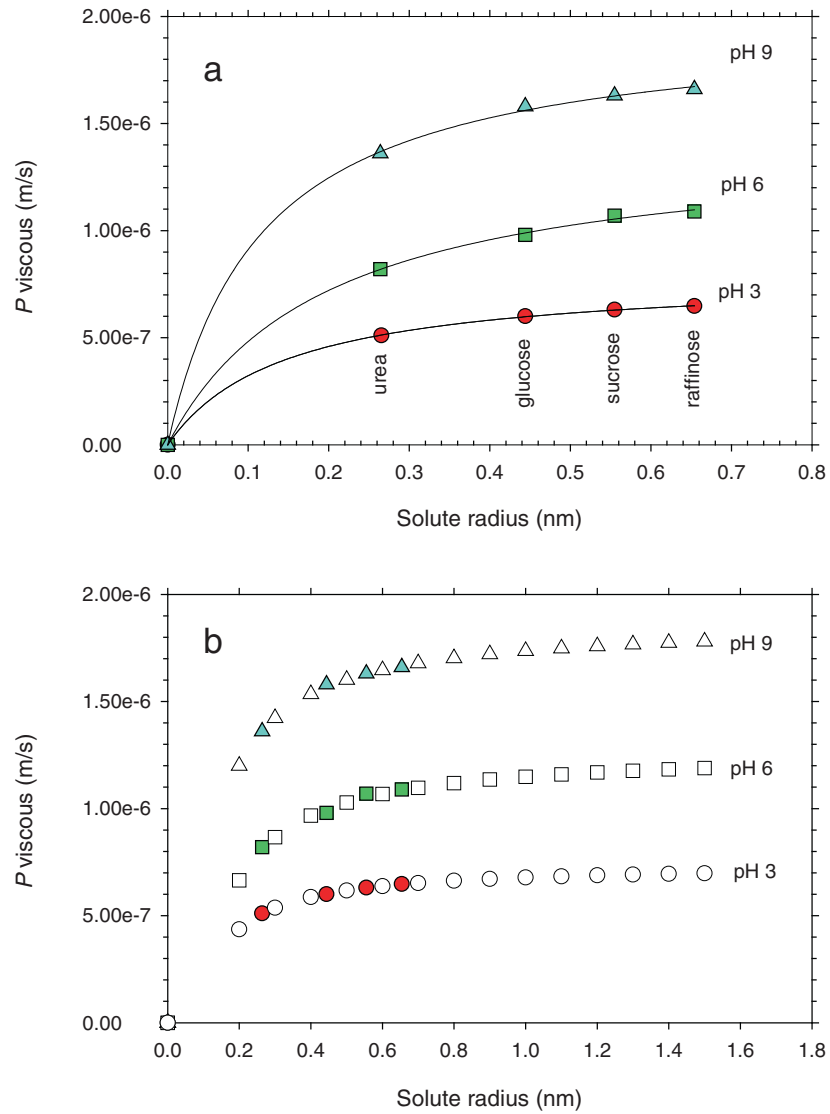 2.00e-6
a
pH 9
1.50e-6
pH 6
P viscous (m/s)
1.00e-6
pH 3
5.00e-7
urea
glucose
sucrose
raffinose
0.00
0.0 0.1 0.2 0.3 0.4 0.5 0.6 0.7 0.8
Solute radius (nm)
2.00e-6
b
pH 9
1.50e-6
pH 6
P viscous (m/s)
1.00e-6
pH 3
5.00e-7
0.00
0.0 0.2 0.4 0.6 0.8 1.0 1.2 1.4 1.6 1.8
Solute radius (nm)